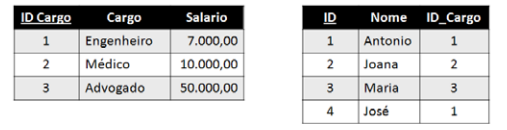 ID Cargo Cargo Salario
1 Engenheiro 7.000,00
2 Médico 10.000,00
3 Advogado 50.000,00
ID Nome ID_Cargo
1 Antonio 1
2 Joana 2
3 Maria 3
4 José 1